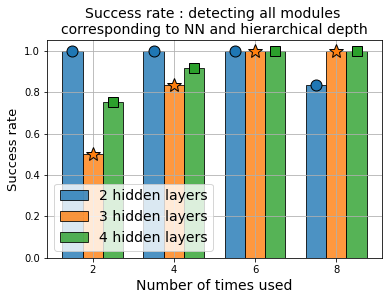 Success rate : detecting all modules
corresponding to NN and hierarchical depth
1.0
0.8
0.6
0.4
0.2
0.0
Success rate
2 hidden layers
3 hidden layers
4 hidden layers
2 4 6 8
Number of times used